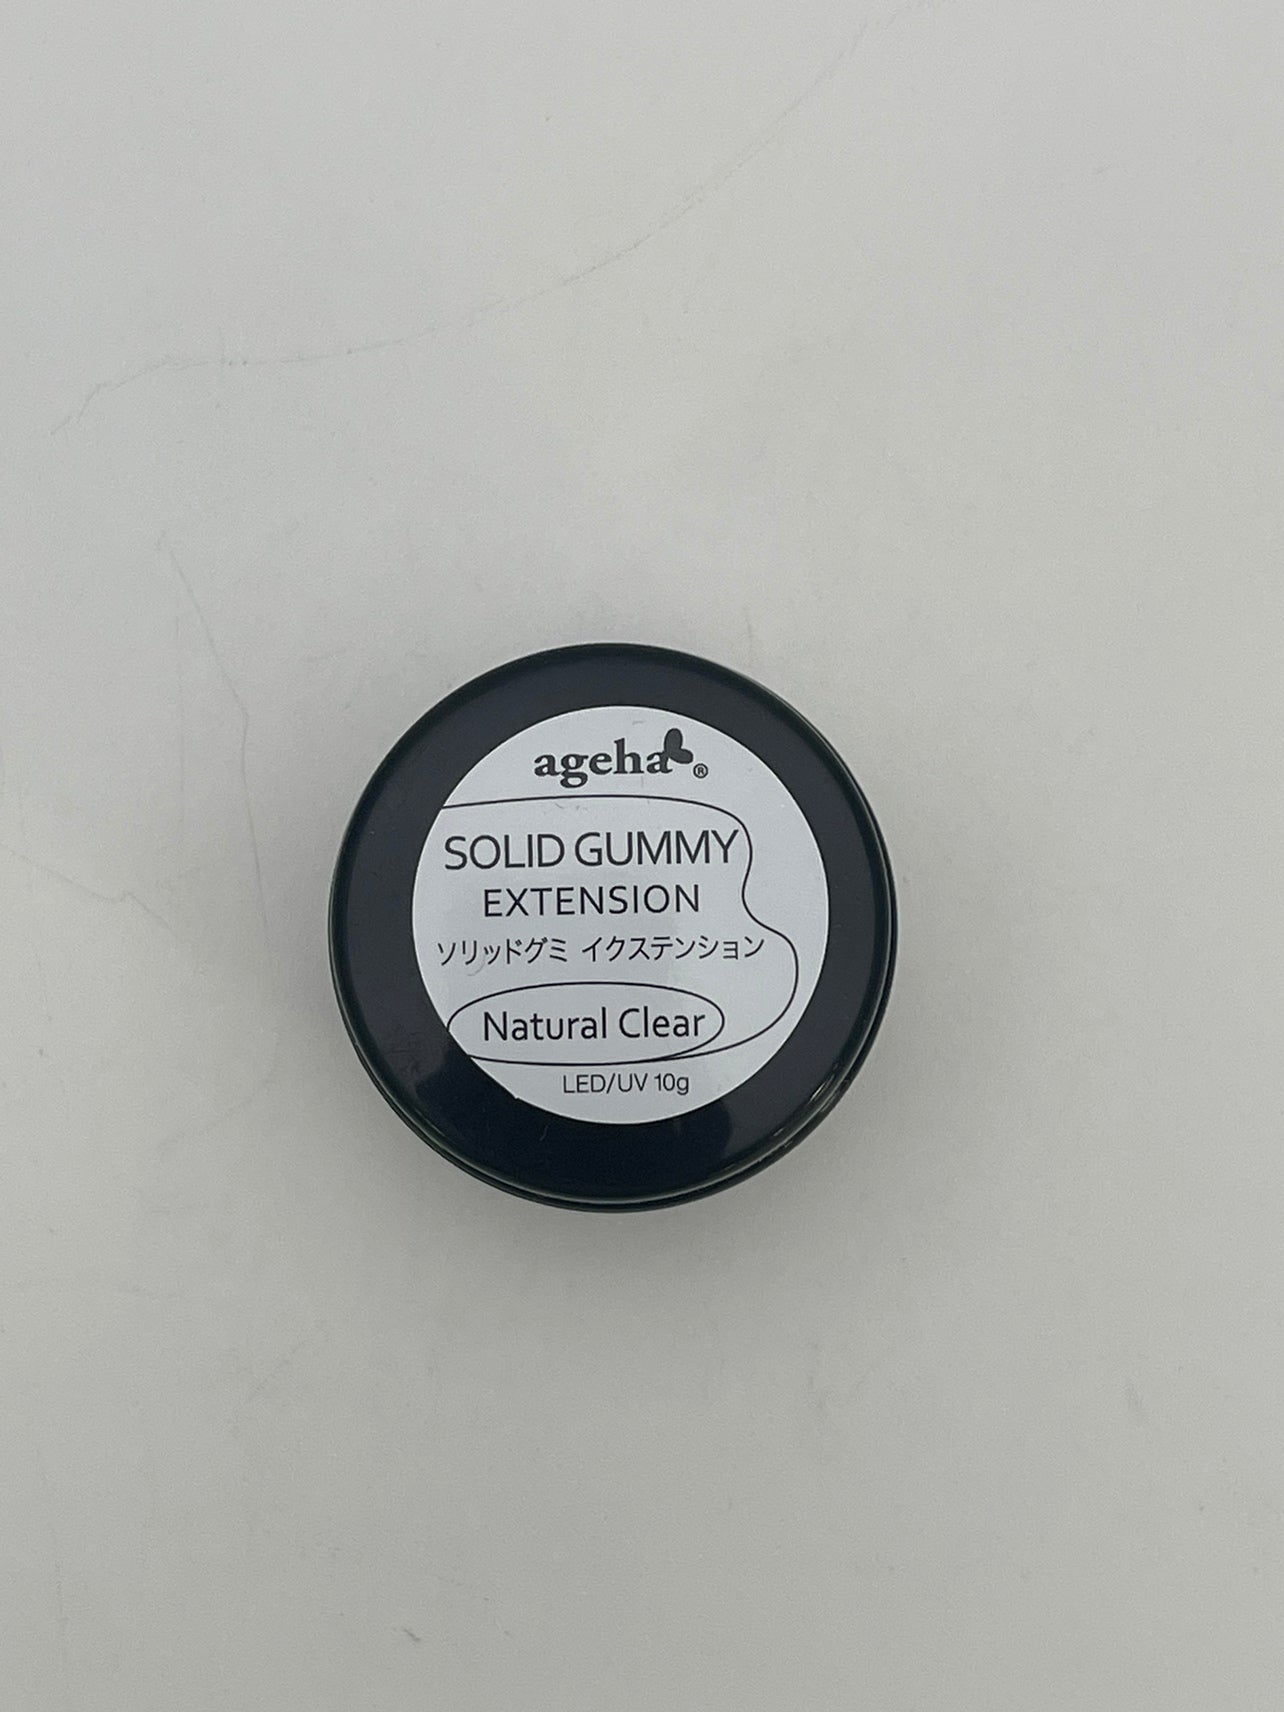 ageha®
SOLID GUMMY
EXTENSION
ソリッドグミ イクステンション
Natural Clear
LED/UV 10g